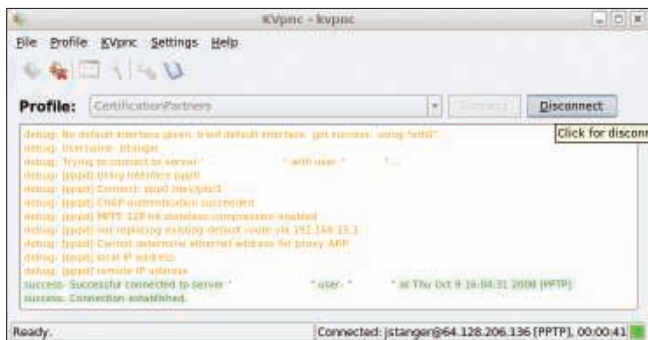 KVpnc - kvpnc
File Profile KVpnc Settings Help
Profile: CertificationPartners Connect Disconnect
Click for disconn
debug: No default interface given, tried default interface, got success, using "eth0".
debug: Username: jstanger
debug: Trying to connect to server " " with user " "...
debug: [pppd] Using interface ppp0
debug: [pppd] Connect: ppp0 /dev/pts/1
debug: [pppd] CHAP authentication succeeded
debug: [pppd] MPPE 128-bit stateless compression enabled
debug: [pppd] not replacing existing default route via 192.168.15.1
debug: [pppd] Cannot determine ethernet address for proxy ARP
debug: [pppd] local IP address
debug: [pppd] remote IP address
success: Successful connected to server " " user: " " at Thu Oct 9 16:04:31 2008 [PPTP]
success: Connection established.
Ready. Connected: jstanger@64.128.206.136 [PPTP], 00:00:41